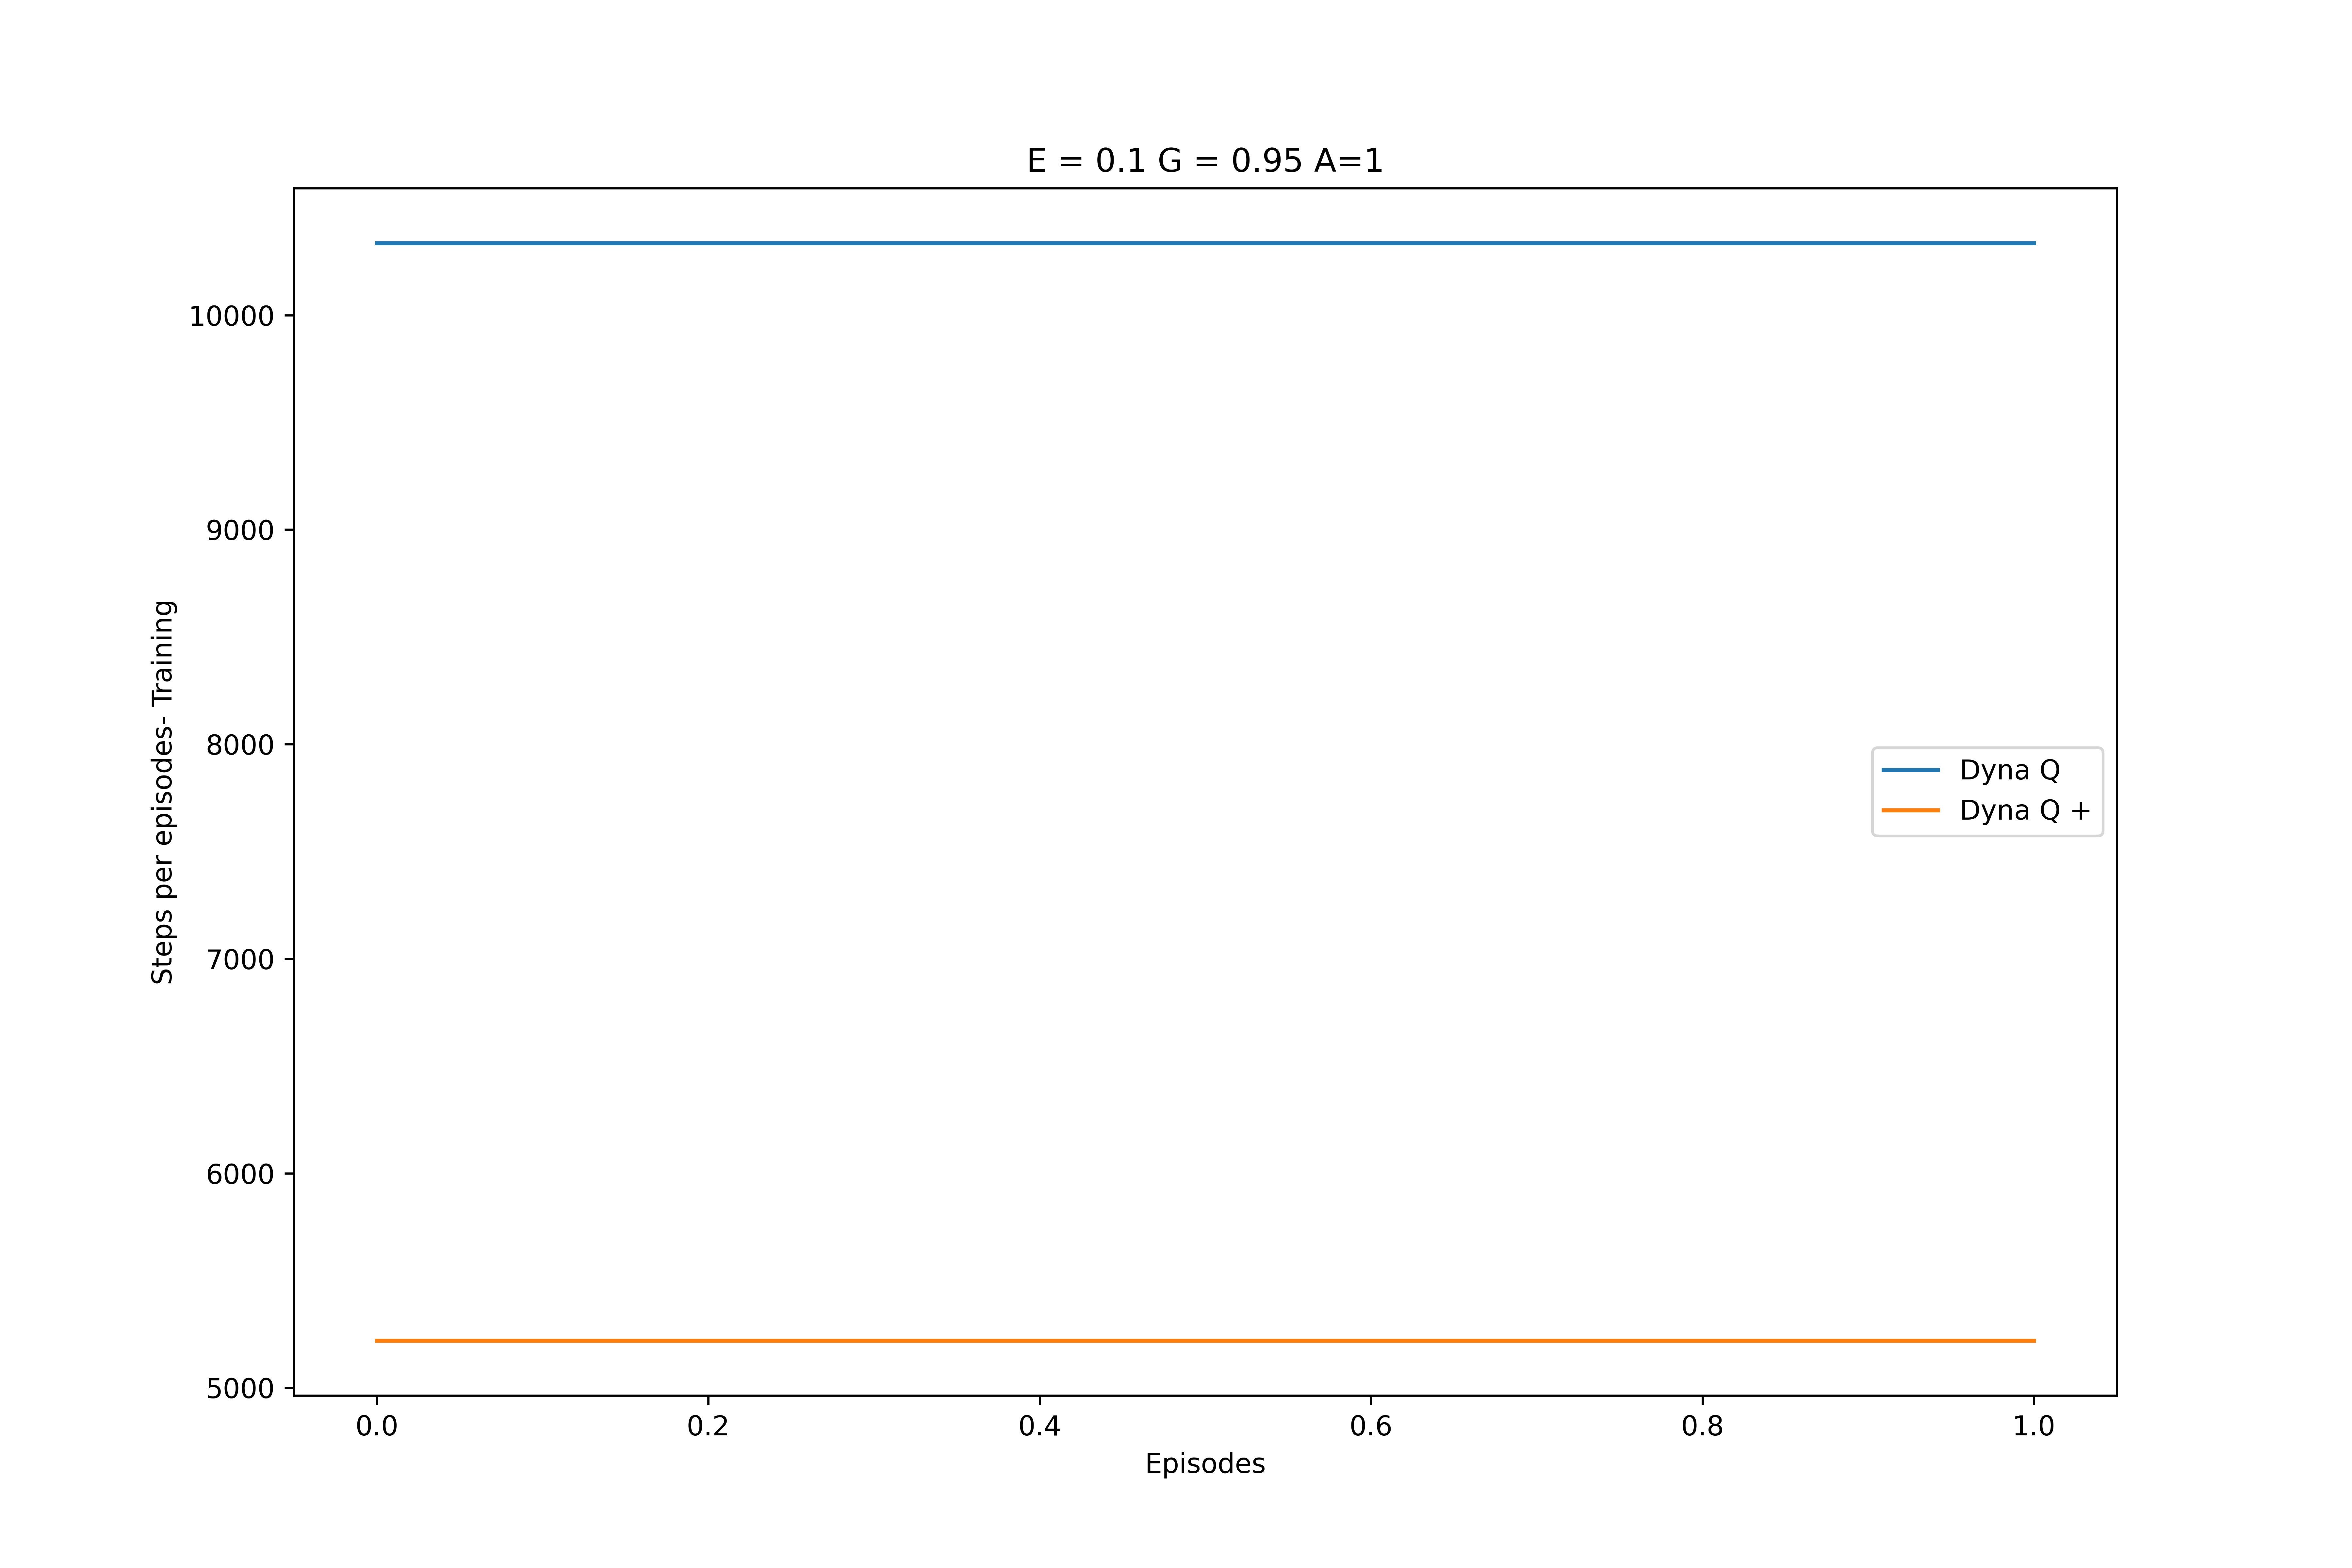 E = 0.1 G = 0.95 A=1
10000
9000
8000
7000
6000
5000
Steps per episodes- Training
Dyna Q
Dyna Q +
0.0 0.2 0.4 0.6 0.8 1.0
Episodes